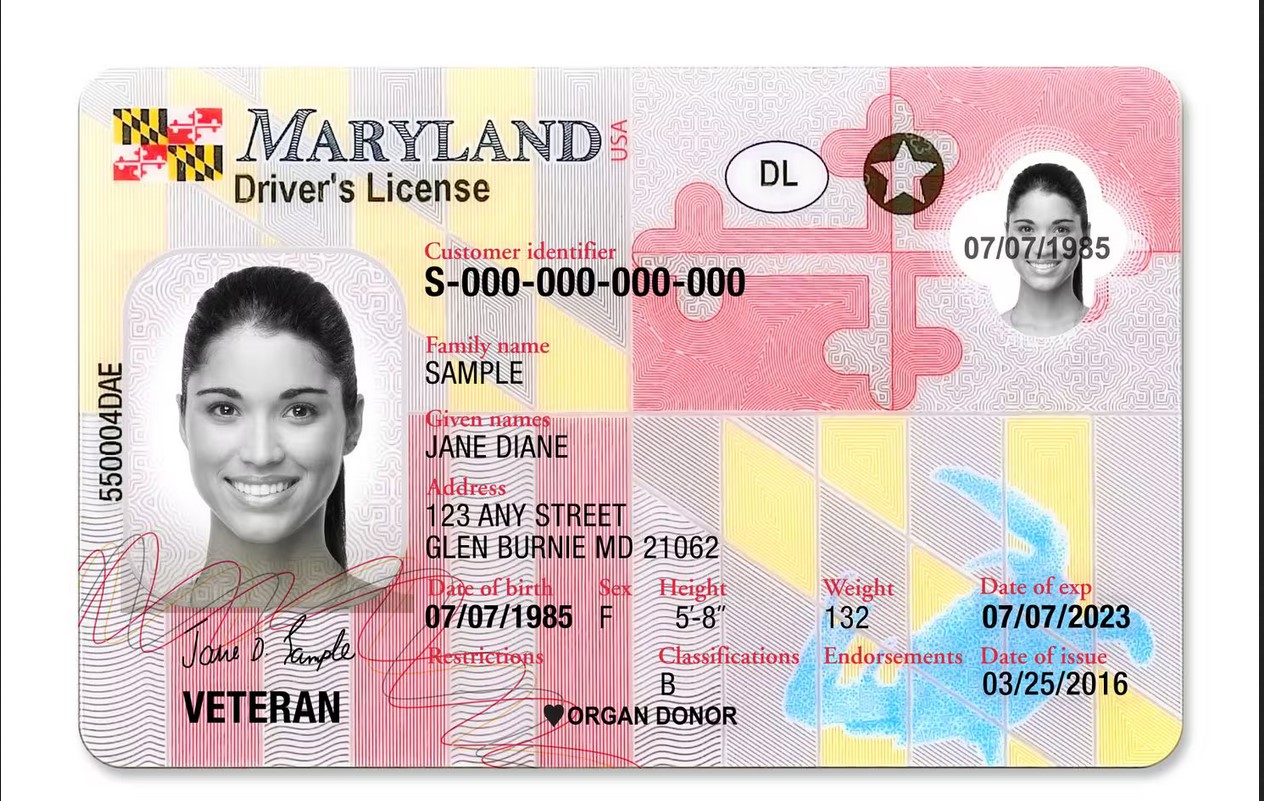 MARYLAND USA
Driver's License
DL
07/07/1985
Customer identifier
S-000-000-000-000
Family name
SAMPLE
Given names
JANE DIANE
550004DAE
Address
123 ANY STREET
GLEN BURNIE MD 21062
Date of birth Sex Height Weight Date of exp
07/07/1985 F 5'-8" 132 07/07/2023
Jane D. Sample
Restrictions Classifications Endorsements Date of issue
B 03/25/2016
VETERAN
ORGAN DONOR